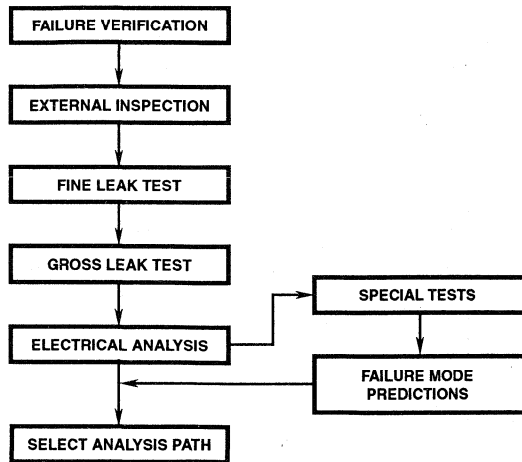 FAILURE VERIFICATION
EXTERNAL INSPECTION
FINE LEAK TEST
GROSS LEAK TEST
ELECTRICAL ANALYSIS
SPECIAL TESTS
FAILURE MODE
PREDICTIONS
SELECT ANALYSIS PATH